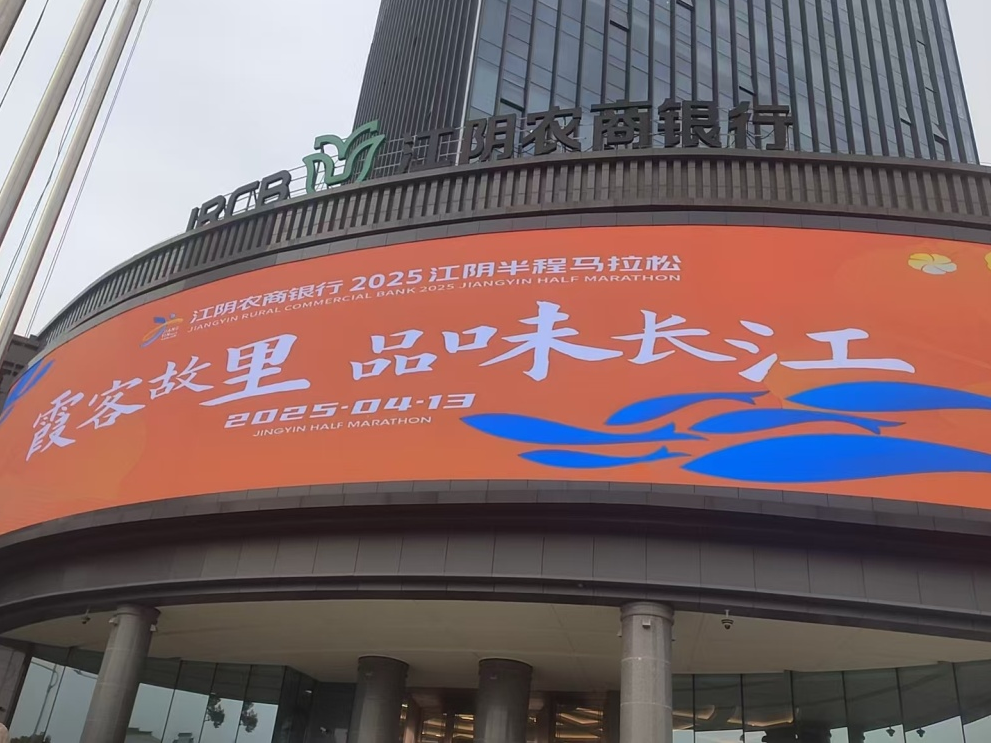 JRCB 江阴农商银行
江阴农商银行 2025 江阴半程马拉松
JIANGYIN RURAL COMMERCIAL BANK 2025 JIANGYIN HALF MARATHON
霞客故里 品味长江
2025-04-13
JINGYIN HALF MARATHON